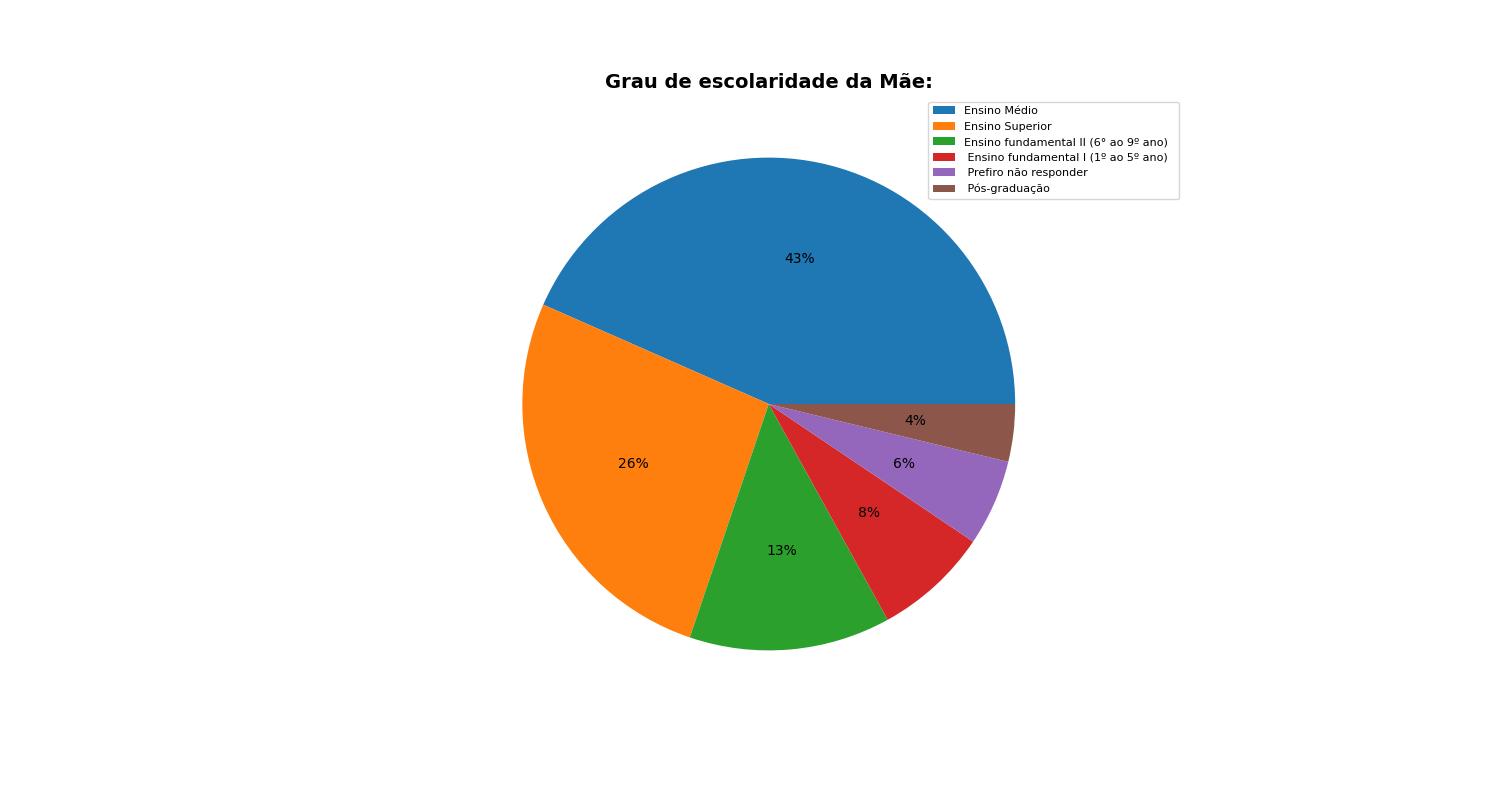 Grau de escolaridade da Mãe:
Ensino Médio
Ensino Superior
Ensino fundamental II (6° ao 9º ano)
Ensino fundamental I (1º ao 5º ano)
Prefiro não responder
Pós-graduação
43%
26%
13%
8%
6%
4%